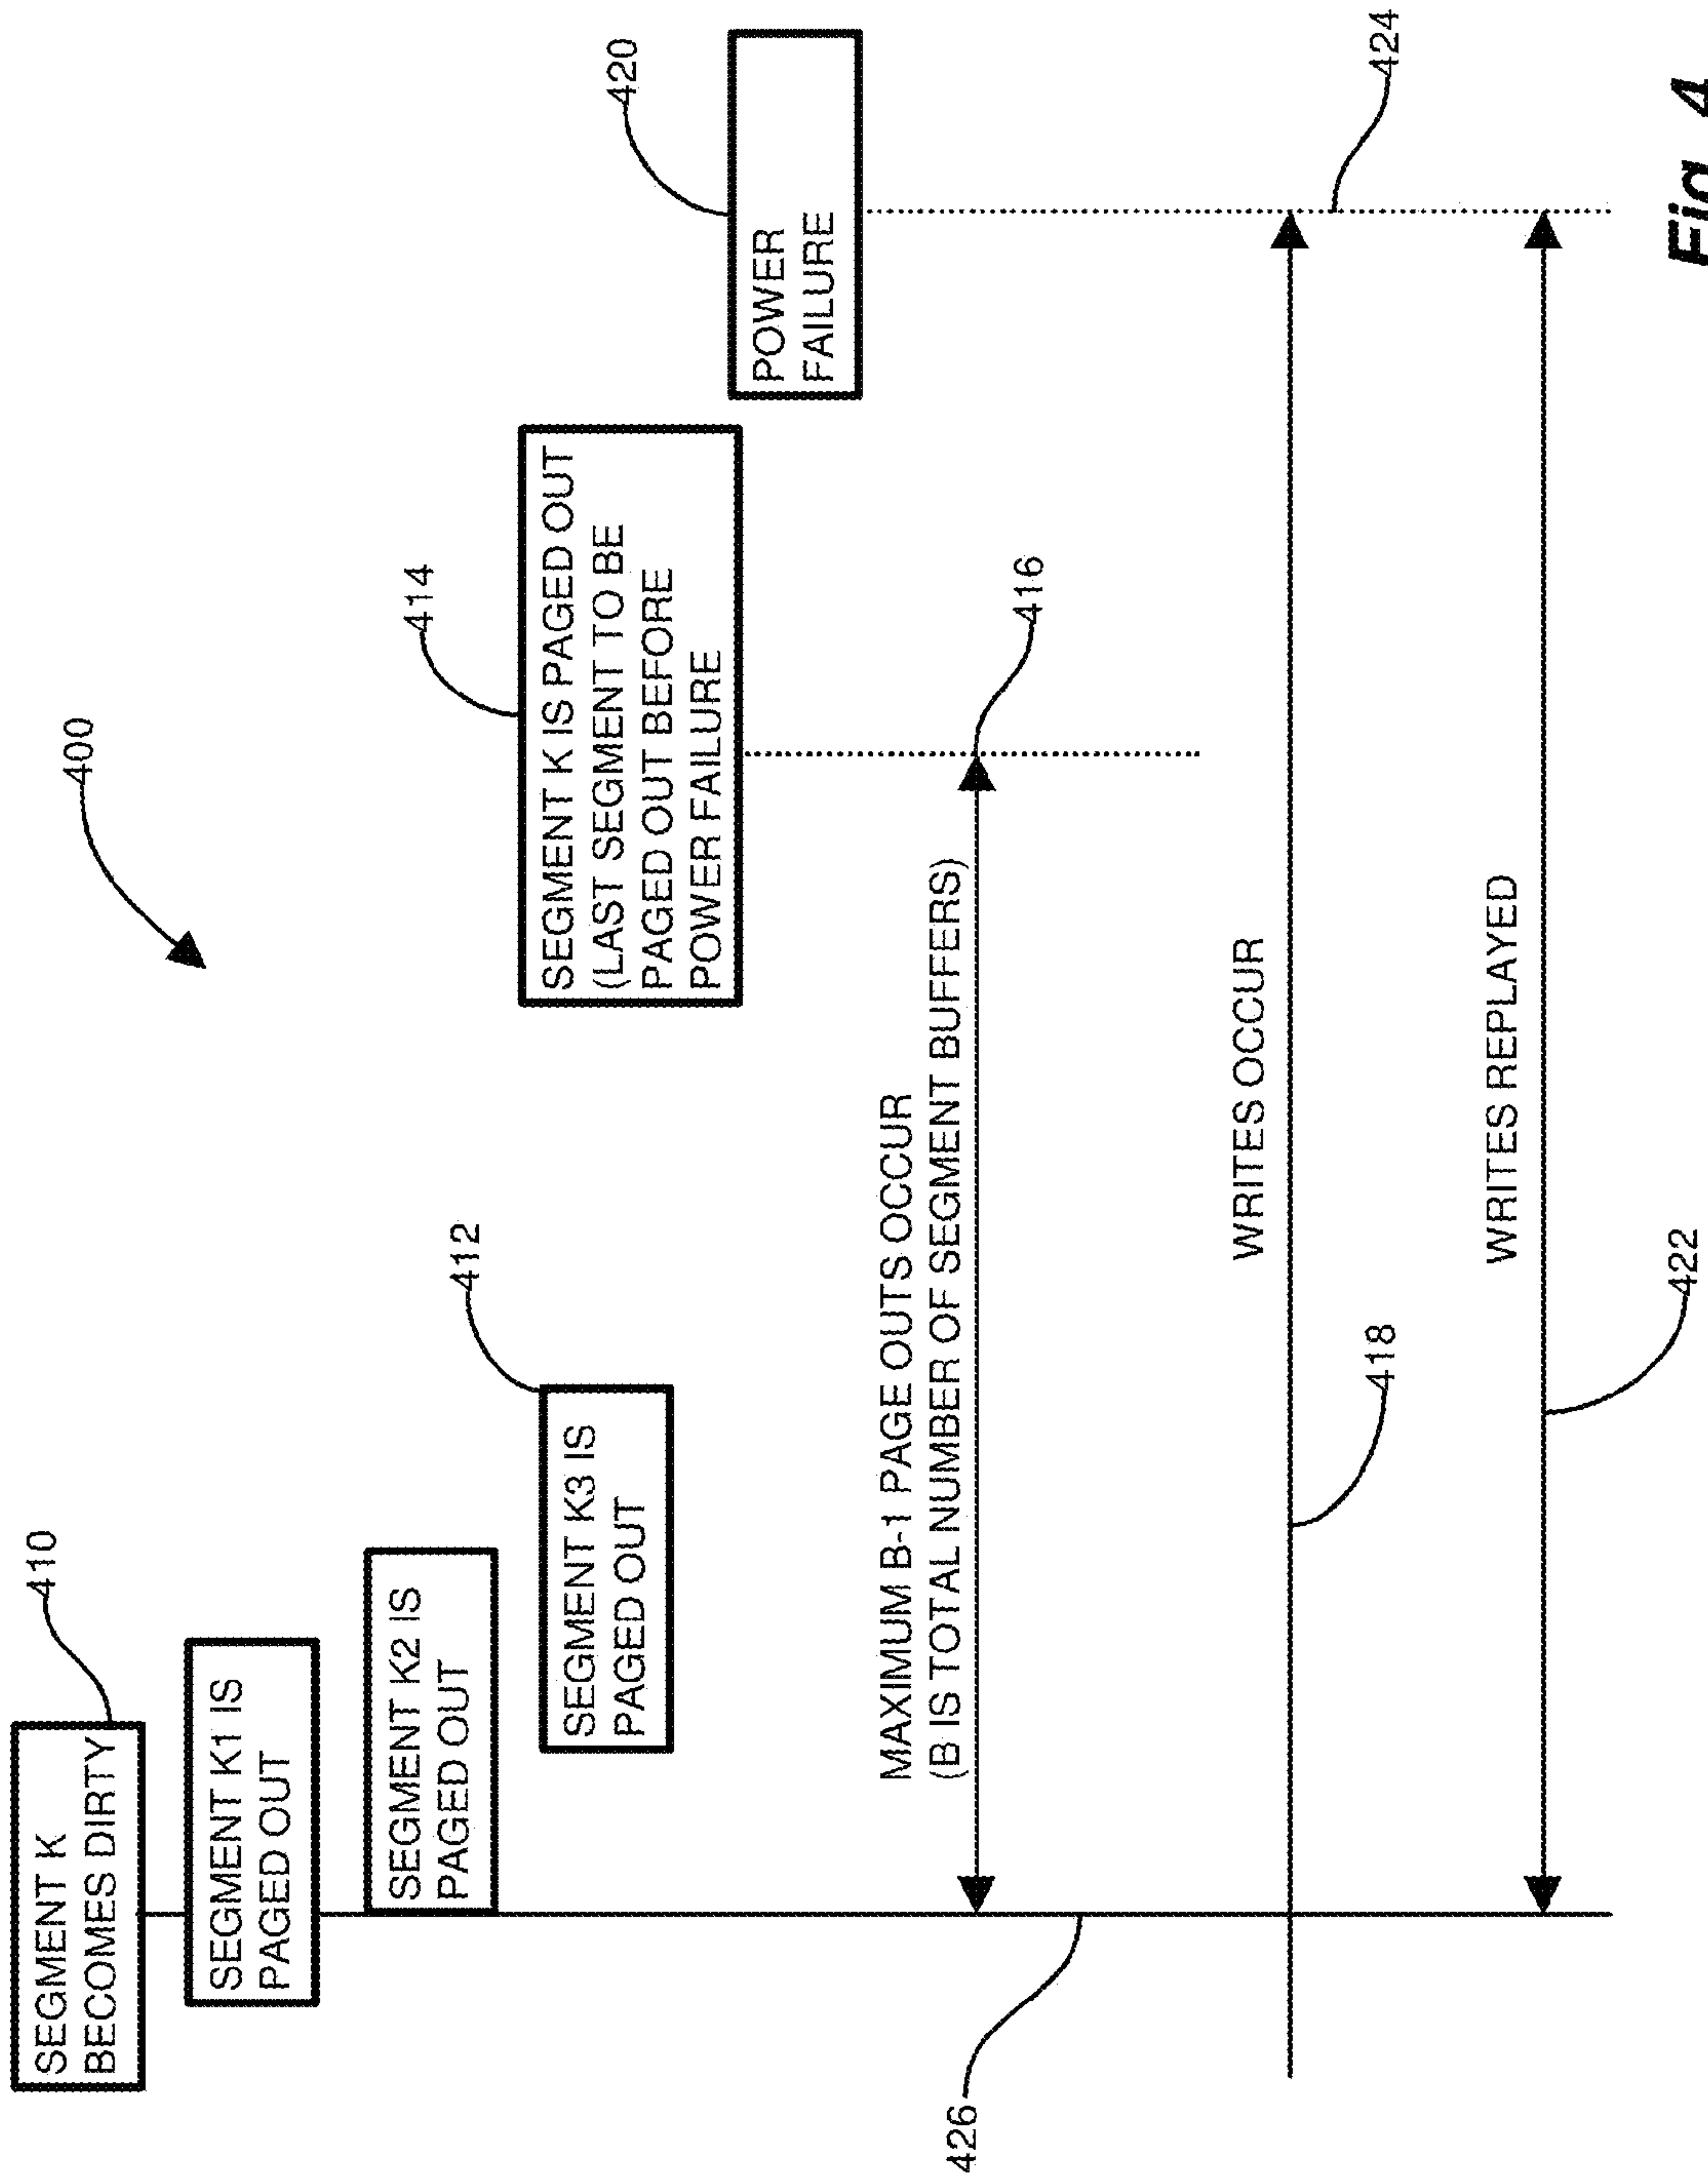 400
410
SEGMENT K
BECOMES DIRTY
SEGMENT K1 IS
PAGED OUT
SEGMENT K2 IS
PAGED OUT
412
SEGMENT K3 IS
PAGED OUT
414
SEGMENT K IS PAGED OUT
(LAST SEGMENT TO BE
PAGED OUT BEFORE
POWER FAILURE
420
POWER
FAILURE
MAXIMUM B-1 PAGE OUTS OCCUR
(B IS TOTAL NUMBER OF SEGMENT BUFFERS)
416
426
WRITES OCCUR
418
424
WRITES REPLAYED
422
Fig. 4